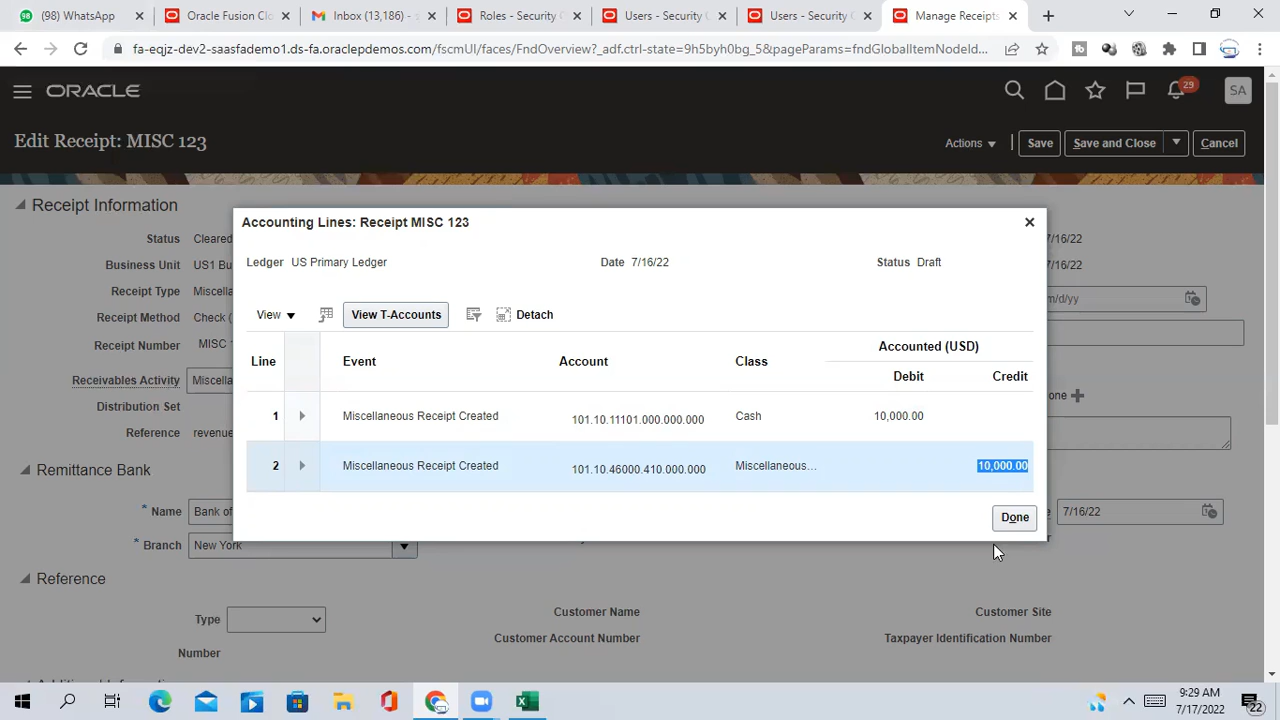 (98) WhatsApp
Oracle Fusion Clo
Inbox (13,186) - s
Roles - Security D
Users - Security C
Users - Security C
Manage Receipts
fa-eqjz-dev2-saasfademo1.ds-fa.oraclepdemos.com/fscmUI/faces/FndOverview?_adf.ctrl-state=9h5byh0bg_5&pageParams=fndGlobalItemNodeId...
ORACLE
29
SA
Edit Receipt: MISC 123
Actions
Save
Save and Close
Cancel
Receipt Information
Status Cleared
7/16/22
Business Unit US1 Bu
7/16/22
Receipt Type Miscella
m/d/yy
Receipt Method Check (
Receipt Number MISC 1
Receivables Activity Miscella
one
Distribution Set
Reference revenue
Remittance Bank
* Name Bank of
7/16/22
* Branch New York
Reference
Type
Customer Name
Customer Site
Customer Account Number
Taxpayer Identification Number
Number
Accounting Lines: Receipt MISC 123
Ledger US Primary Ledger
Date 7/16/22
Status Draft
View
View T-Accounts
Detach
Line Event Account Class Accounted (USD)
Debit Credit
1 Miscellaneous Receipt Created 101.10.11101.000.000.000 Cash 10,000.00
2 Miscellaneous Receipt Created 101.10.46000.410.000.000 Miscellaneous... 10,000.00
Done
9:29 AM
7/17/2022
22